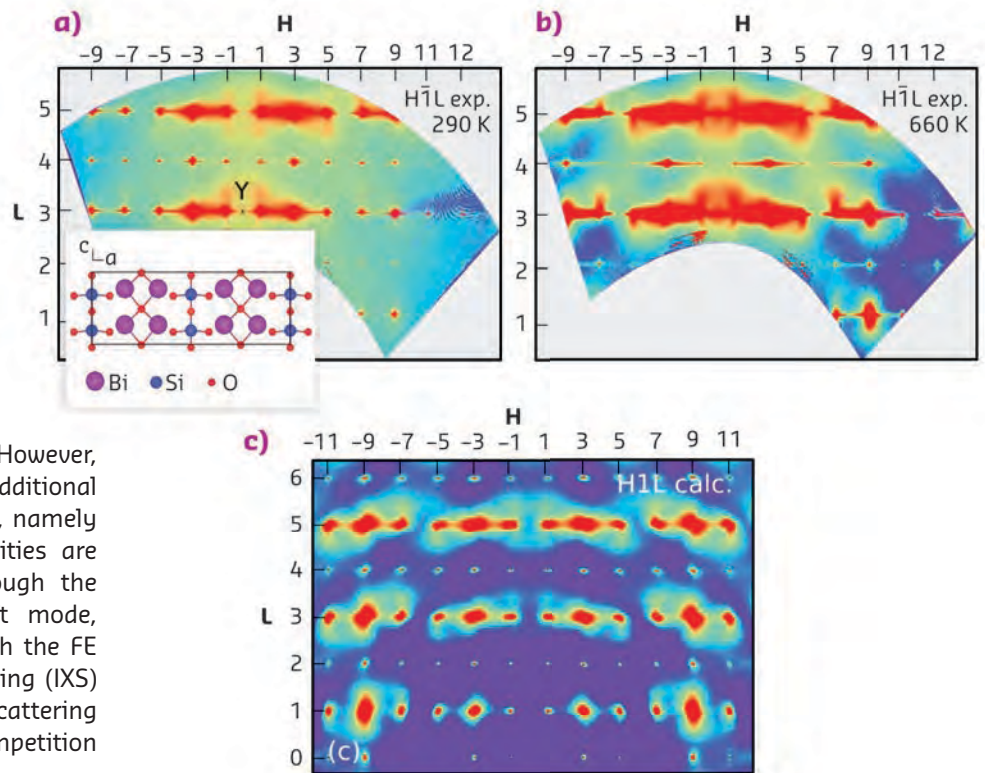 a)
H
−9 −7 −5 −3 −1 1 3 5 7 9 11 12
H1̄L exp.
290 K
5
4
Y
L
3
2
1
c
a
Bi Si O
b)
H
−9 −7 −5 −3 −1 1 3 5 7 9 11 12
H1̄L exp.
660 K
5
4
3
2
1
However,
dditional
, namely
ities are
ough the
t mode,
h the FE
ing (IXS)
cattering
mpetition
c)
H
−11 −9 −7 −5 −3 −1 1 3 5 7 9 11
H1L calc.
6
5
4
L
3
2
1
0
(c)